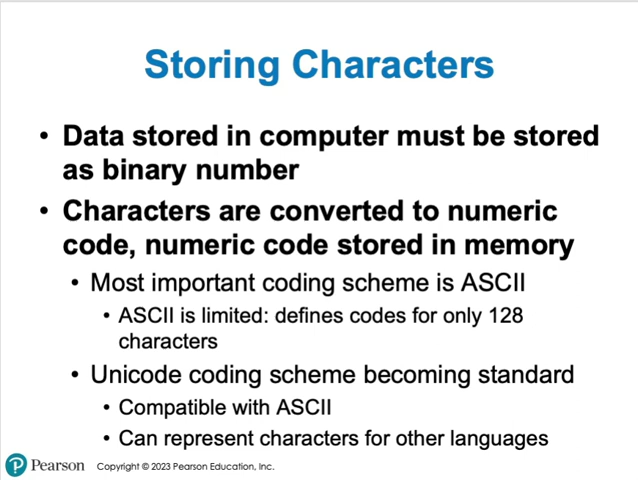 Storing Characters
• Data stored in computer must be stored
as binary number
• Characters are converted to numeric
code, numeric code stored in memory
• Most important coding scheme is ASCII
• ASCII is limited: defines codes for only 128
characters
• Unicode coding scheme becoming standard
• Compatible with ASCII
• Can represent characters for other languages
P Pearson Copyright © 2023 Pearson Education, Inc.